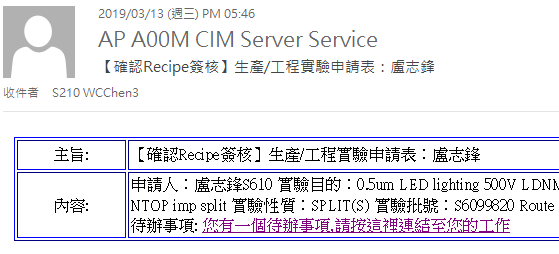 2019/03/13 (週三) PM 05:46
AP A00M CIM Server Service
【確認Recipe簽核】生產/工程實驗申請表：盧志鋒
收件者 S210 WCChen3
主旨: 【確認Recipe簽核】生產/工程實驗申請表：盧志鋒
內容: 申請人：盧志鋒S610 實驗目的：0.5um LED lighting 500V LDNM
NTOP imp split 實驗性質：SPLIT(S) 實驗批號：S6099820 Route
待辦事項: 您有一個待辦事項,請按這裡連結至您的工作